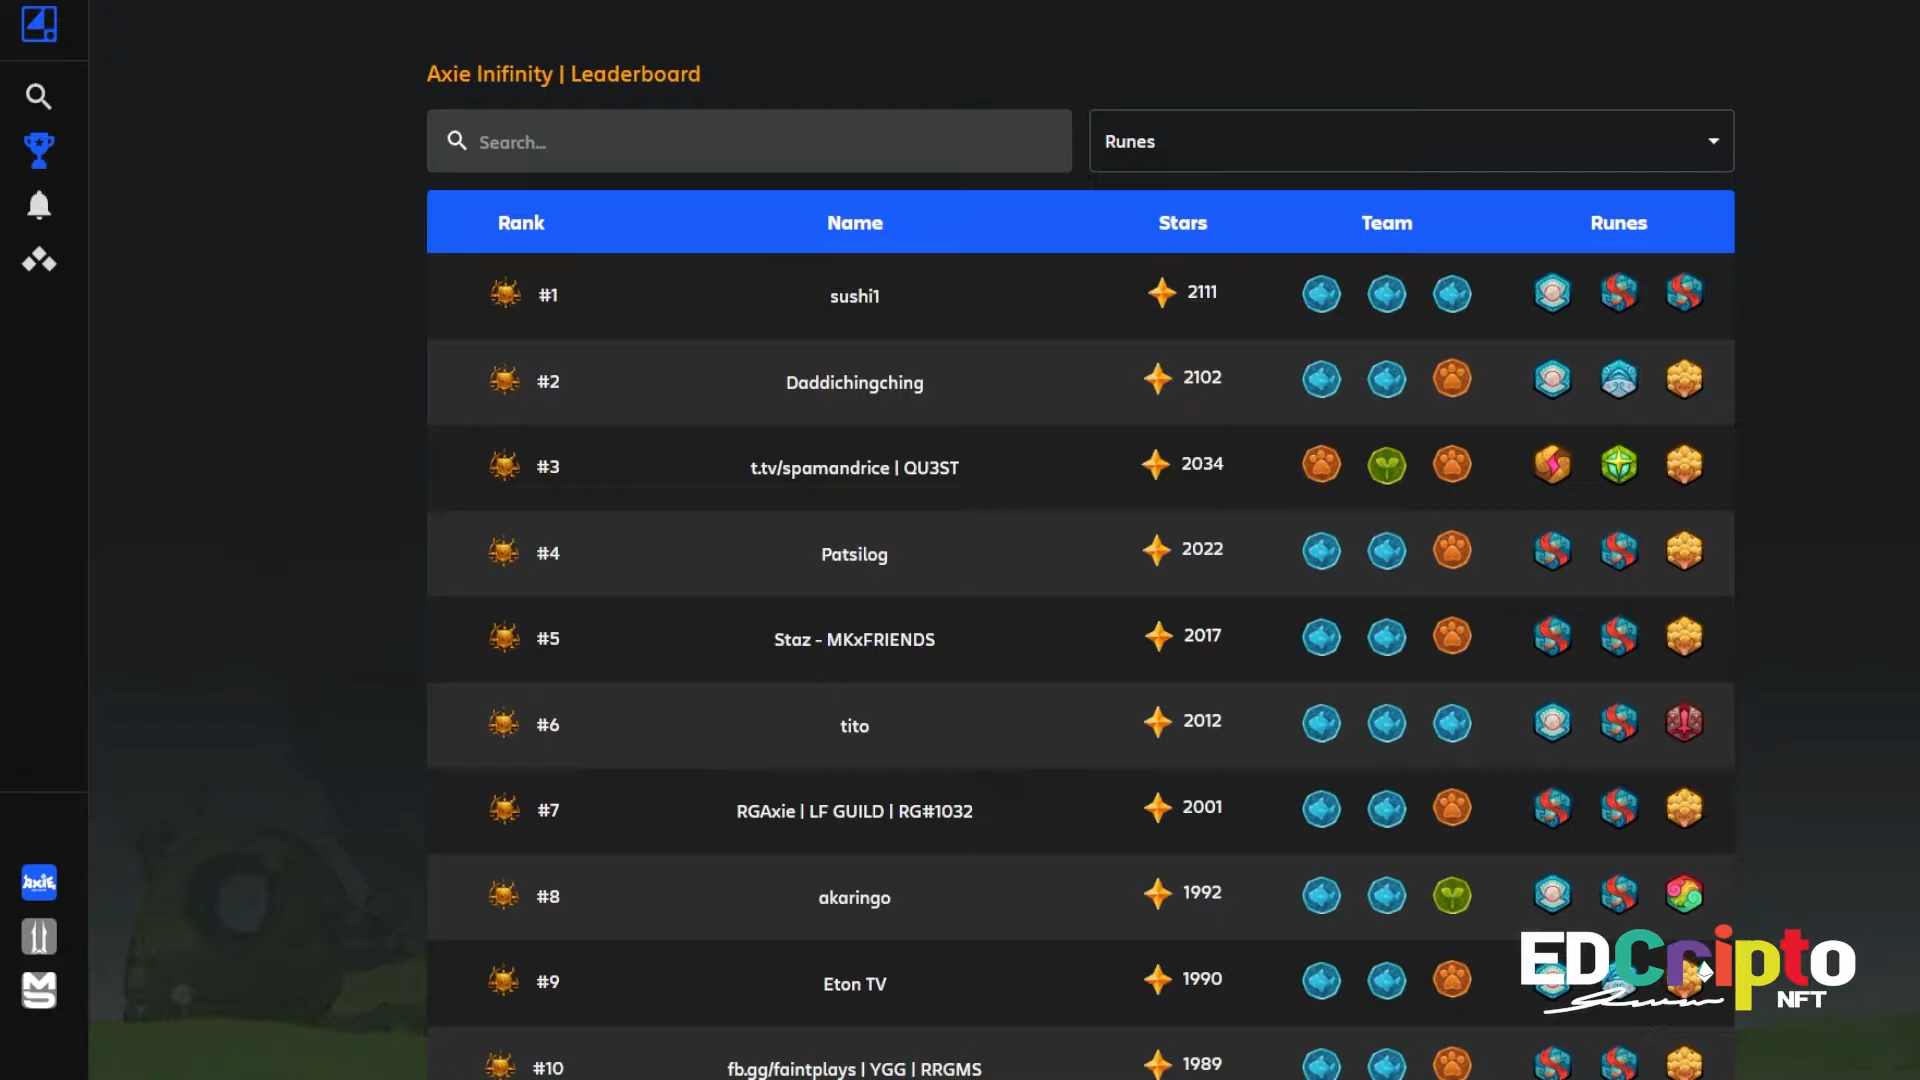 Axie Inifinity | Leaderboard
Search...
Runes
Rank Name Stars Team Runes
#1 sushi1 2111
#2 Daddichingching 2102
#3 t.tv/spamandrice | QU3ST 2034
#4 Patsilog 2022
#5 Staz - MKxFRIENDS 2017
#6 tito 2012
#7 RGAxie | LF GUILD | RG#1032 2001
#8 akaringo 1992
#9 Eton TV 1990
#10 fb.gg/faintplays | YGG | RRGMS 1989
AXIE
MS
EDCripto
NFT